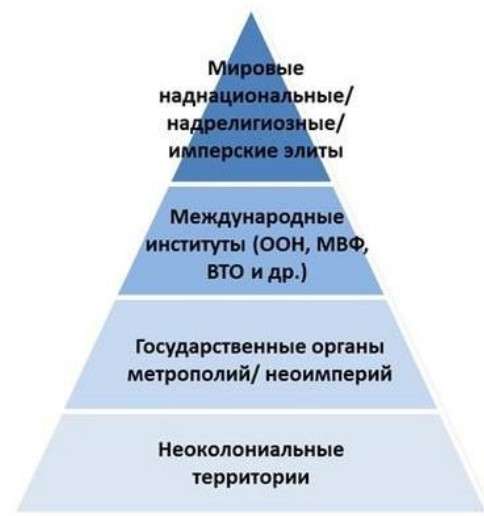 Мировые
наднациональные/
надрелигиозные/
имперские элиты
Международные
институты (ООН, МВФ,
ВТО и др.)
Государственные органы
метрополий/ неоимперий
Неоколониальные
территории